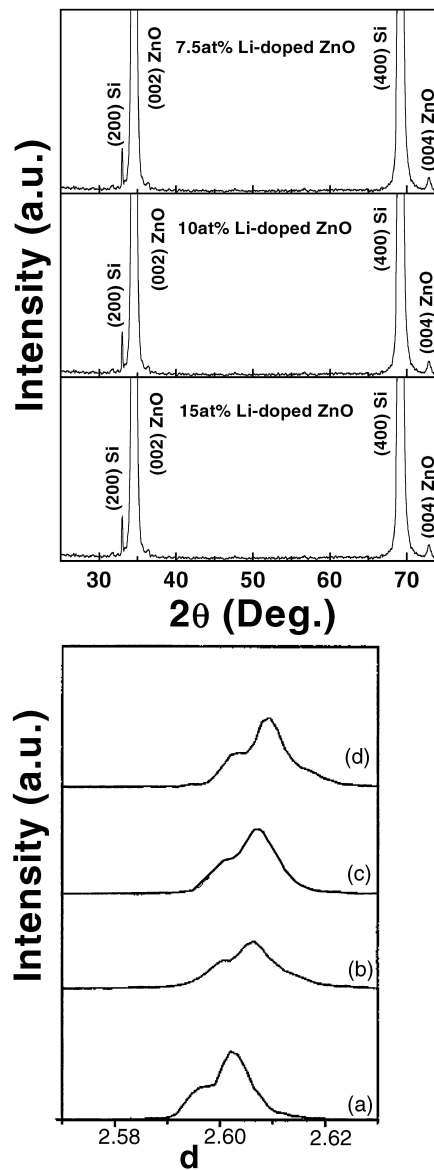 Intensity (a.u.)
7.5at% Li-doped ZnO
(200) Si
(002) ZnO
(400) Si
(004) ZnO
10at% Li-doped ZnO
(200) Si
(002) ZnO
(400) Si
(004) ZnO
15at% Li-doped ZnO
(200) Si
(002) ZnO
(400) Si
(004) ZnO
30 40 50 60 70
2θ (Deg.)
Intensity (a.u.)
(d)
(c)
(b)
(a)
2.58 2.60 2.62
d